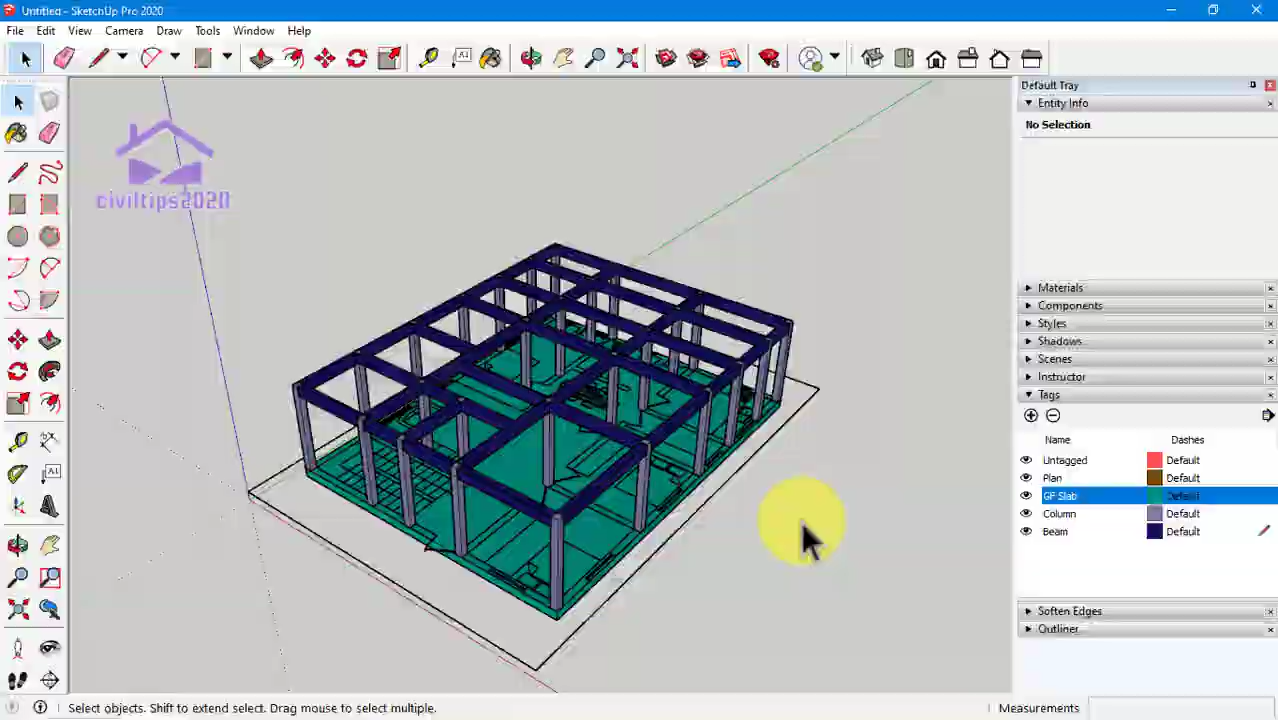 Untitled - SketchUp Pro 2020
File Edit View Camera Draw Tools Window Help
A1
Default Tray
Entity Info
No Selection
civiltips2020
Materials
Components
Styles
Shadows
Scenes
Instructor
Tags
Name Dashes
Untagged Default
Plan Default
GF Slab Default
Column Default
Beam Default
A1
Soften Edges
Outliner
Select objects. Shift to extend select. Drag mouse to select multiple. Measurements